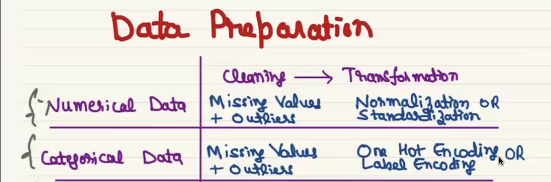 Data Preparation
Cleaning → Transformation
Numerical Data
Missing Values
+ Outliers
Normalization OR
Standardization
Categorical Data
Missing Values
+ Outliers
One Hot Encoding OR
Label Encoding